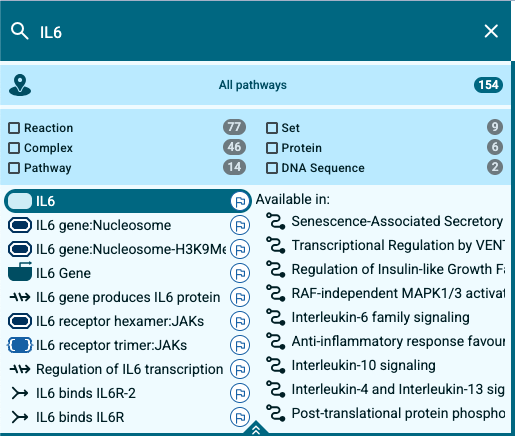 IL6
All pathways 154
Reaction 77 Set 9
Complex 46 Protein 6
Pathway 14 DNA Sequence 2
IL6
IL6 gene:Nucleosome
IL6 gene:Nucleosome-H3K9Me
IL6 Gene
IL6 gene produces IL6 protein
IL6 receptor hexamer:JAKs
IL6 receptor trimer:JAKs
Regulation of IL6 transcription
IL6 binds IL6R-2
IL6 binds IL6R
Available in:
Senescence-Associated Secretory
Transcriptional Regulation by VEN
Regulation of Insulin-like Growth Fa
RAF-independent MAPK1/3 activat
Interleukin-6 family signaling
Anti-inflammatory response favour
Interleukin-10 signaling
Interleukin-4 and Interleukin-13 sig
Post-translational protein phospho